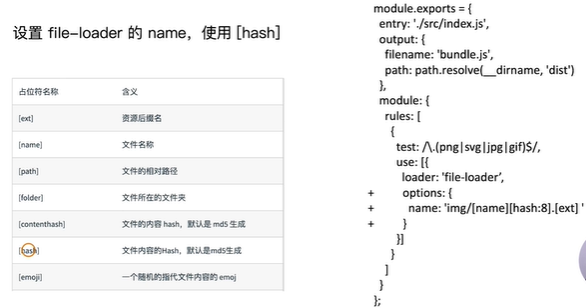 设置 file-loader 的 name，使用 [hash]
占位符名称 含义
[ext] 资源后缀名
[name] 文件名称
[path] 文件的相对路径
[folder] 文件所在的文件夹
[contenthash] 文件的内容 hash，默认是 md5 生成
[hash] 文件内容的Hash，默认是md5生成
[emoji] 一个随机的指代文件内容的 emoj
module.exports = {
entry: './src/index.js',
output: {
filename: 'bundle.js',
path: path.resolve(__dirname, 'dist')
},
module: {
rules: [
{
test: /\.(png|svg|jpg|gif)$/,
use: [{
loader: 'file-loader’,
+ options: {
+ name: 'img/[name][hash:8].[ext] '
+ }
}]
}
]
}
};